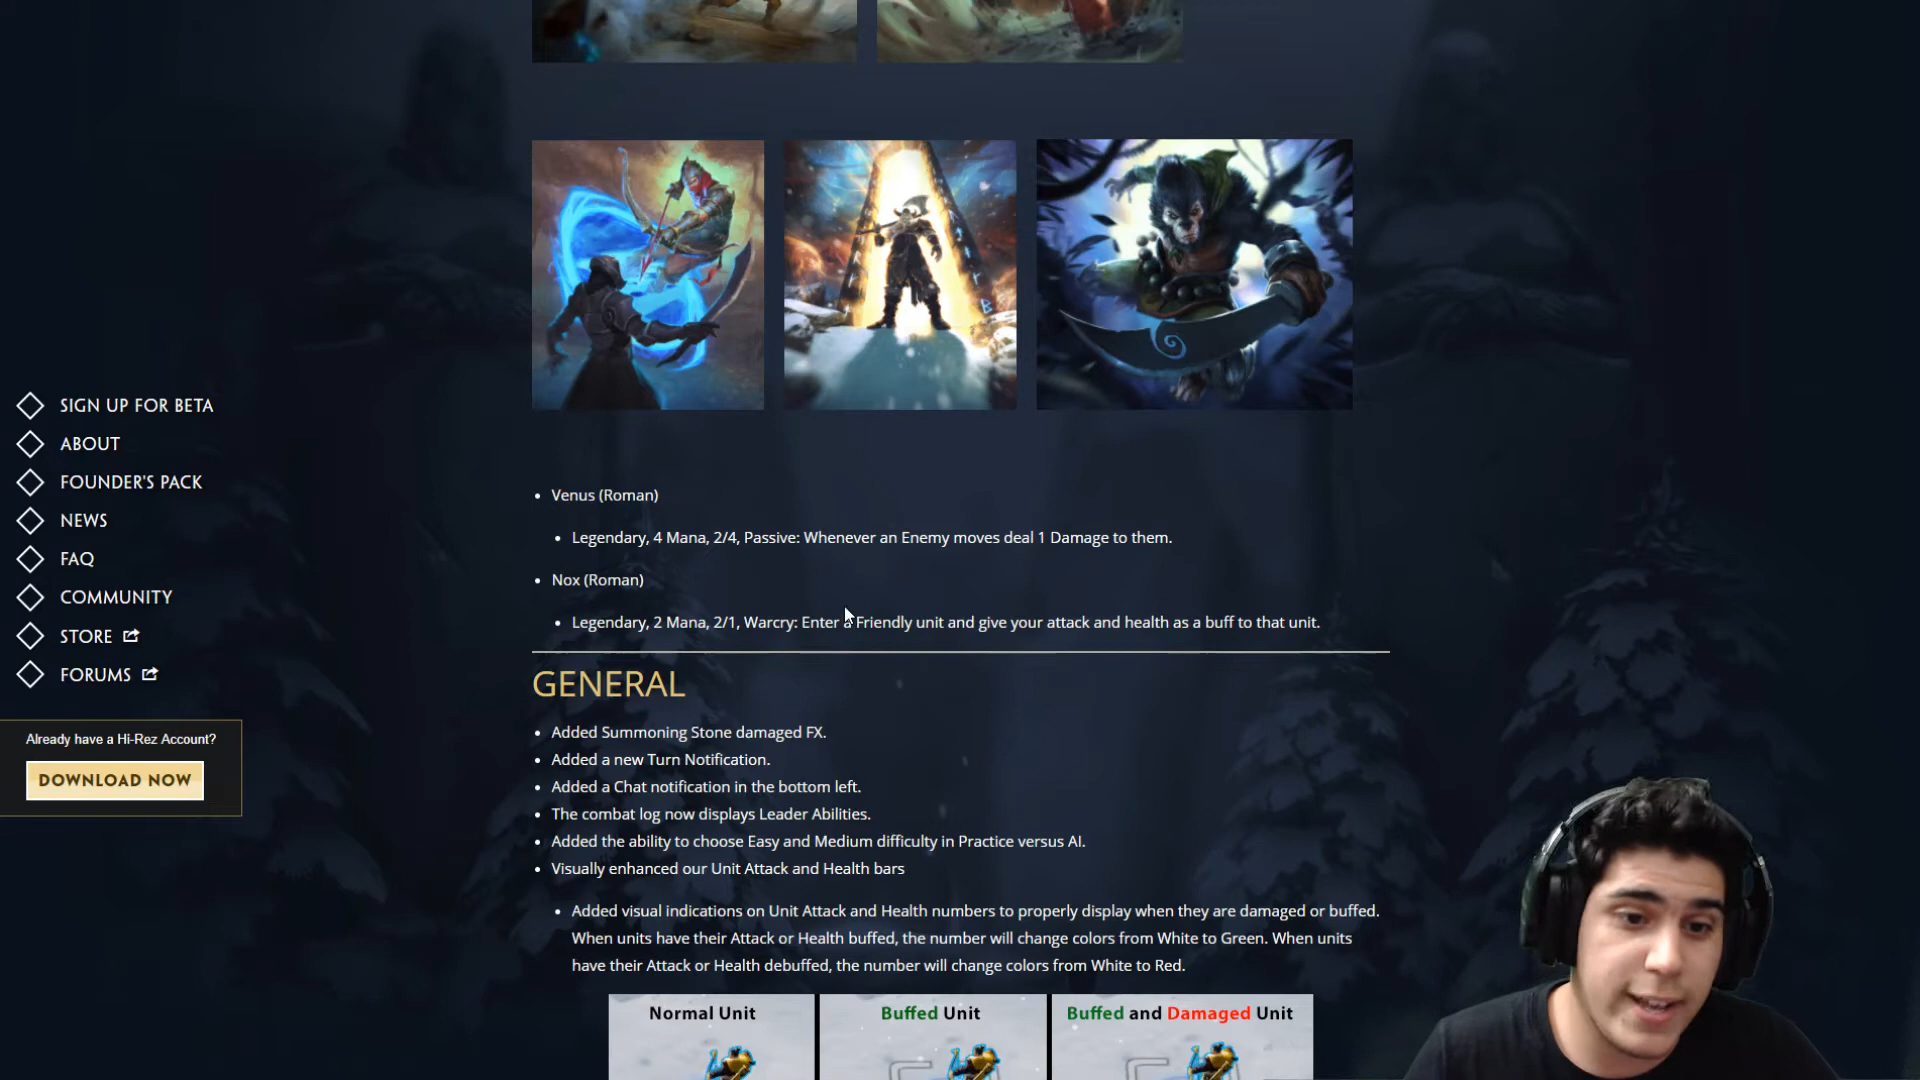 SIGN UP FOR BETA
ABOUT
FOUNDER'S PACK
NEWS
FAQ
COMMUNITY
STORE
FORUMS
Already have a Hi-Rez Account?
DOWNLOAD NOW
Venus (Roman)
Legendary, 4 Mana, 2/4, Passive: Whenever an Enemy moves deal 1 Damage to them.
Nox (Roman)
Legendary, 2 Mana, 2/1, Warcry: Enter a Friendly unit and give your attack and health as a buff to that unit.
GENERAL
Added Summoning Stone damaged FX.
Added a new Turn Notification.
Added a Chat notification in the bottom left.
The combat log now displays Leader Abilities.
Added the ability to choose Easy and Medium difficulty in Practice versus AI.
Visually enhanced our Unit Attack and Health bars
Added visual indications on Unit Attack and Health numbers to properly display when they are damaged or buffed.
When units have their Attack or Health buffed, the number will change colors from White to Green. When units
have their Attack or Health debuffed, the number will change colors from White to Red.
Normal Unit
Buffed Unit
Buffed and Damaged Unit